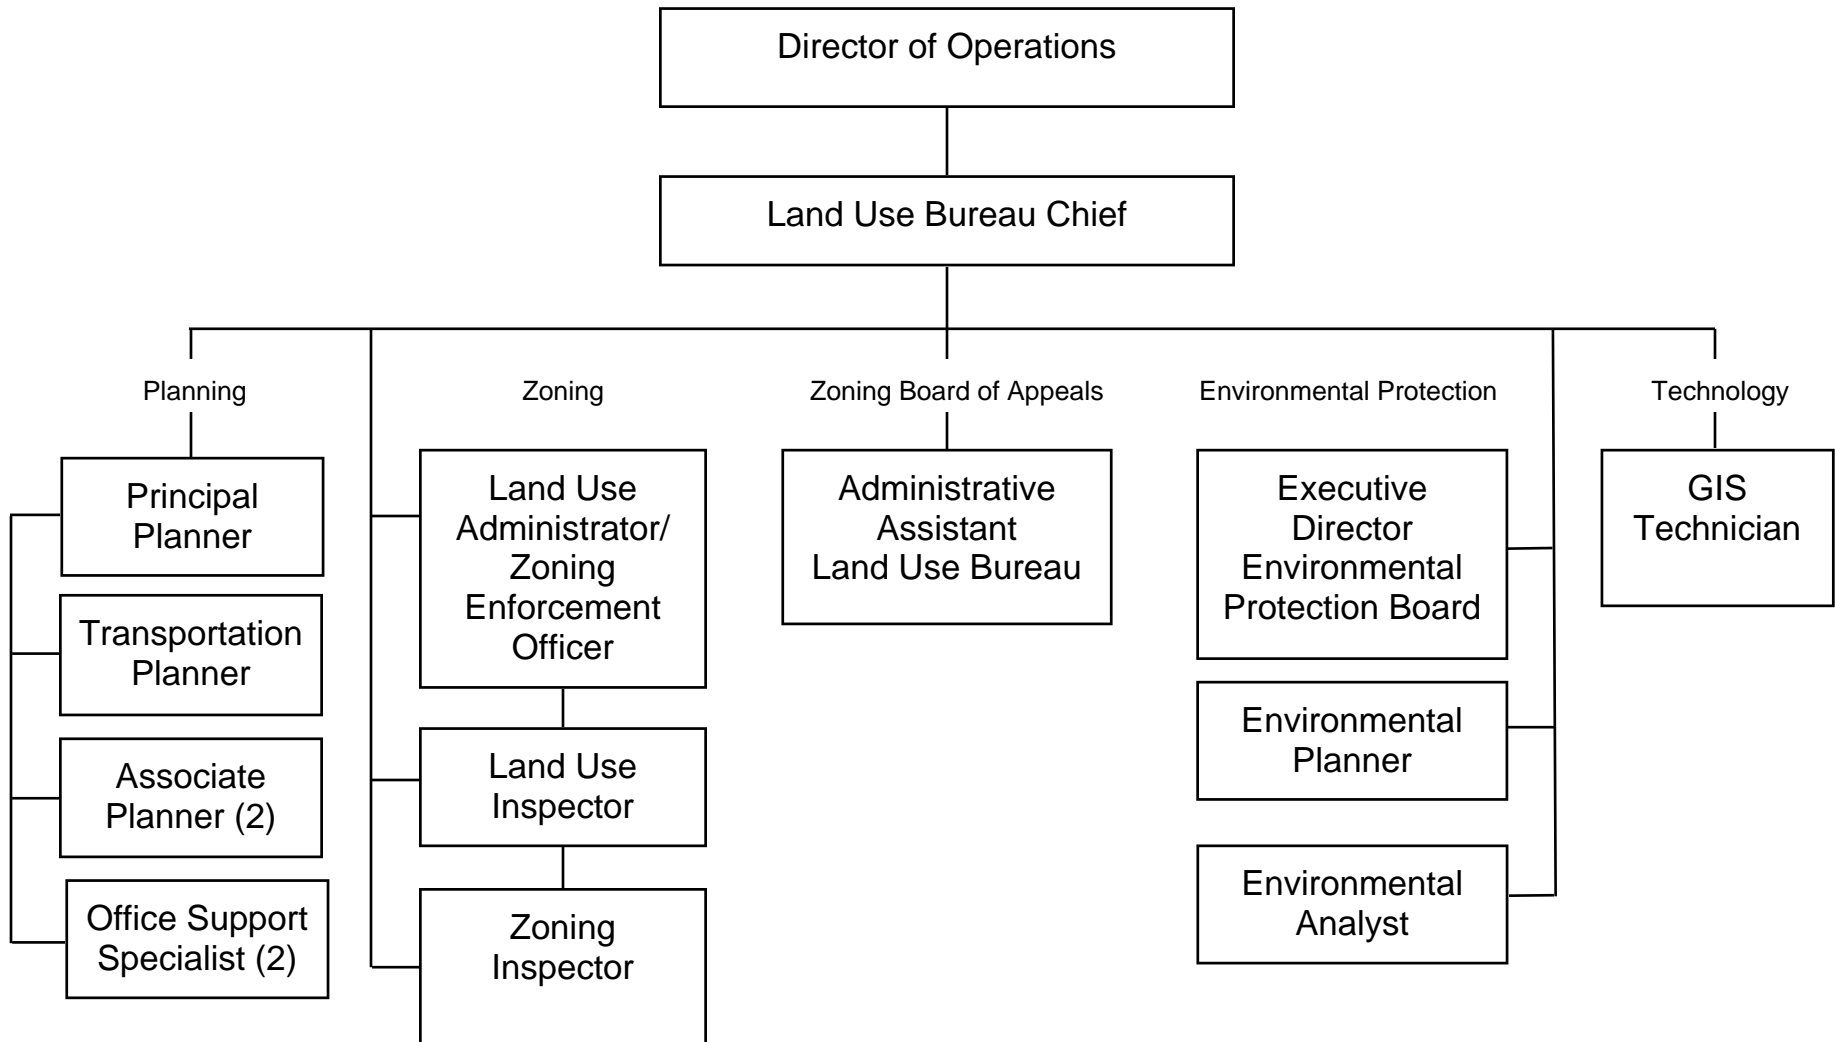 Director of Operations
Land Use Bureau Chief
Planning
Zoning
Zoning Board of Appeals
Environmental Protection
Technology
Principal
Planner
Transportation
Planner
Associate
Planner (2)
Office Support
Specialist (2)
Land Use
Administrator/
Zoning
Enforcement
Officer
Land Use
Inspector
Zoning
Inspector
Administrative
Assistant
Land Use Bureau
Executive
Director
Environmental
Protection Board
Environmental
Planner
Environmental
Analyst
GIS
Technician